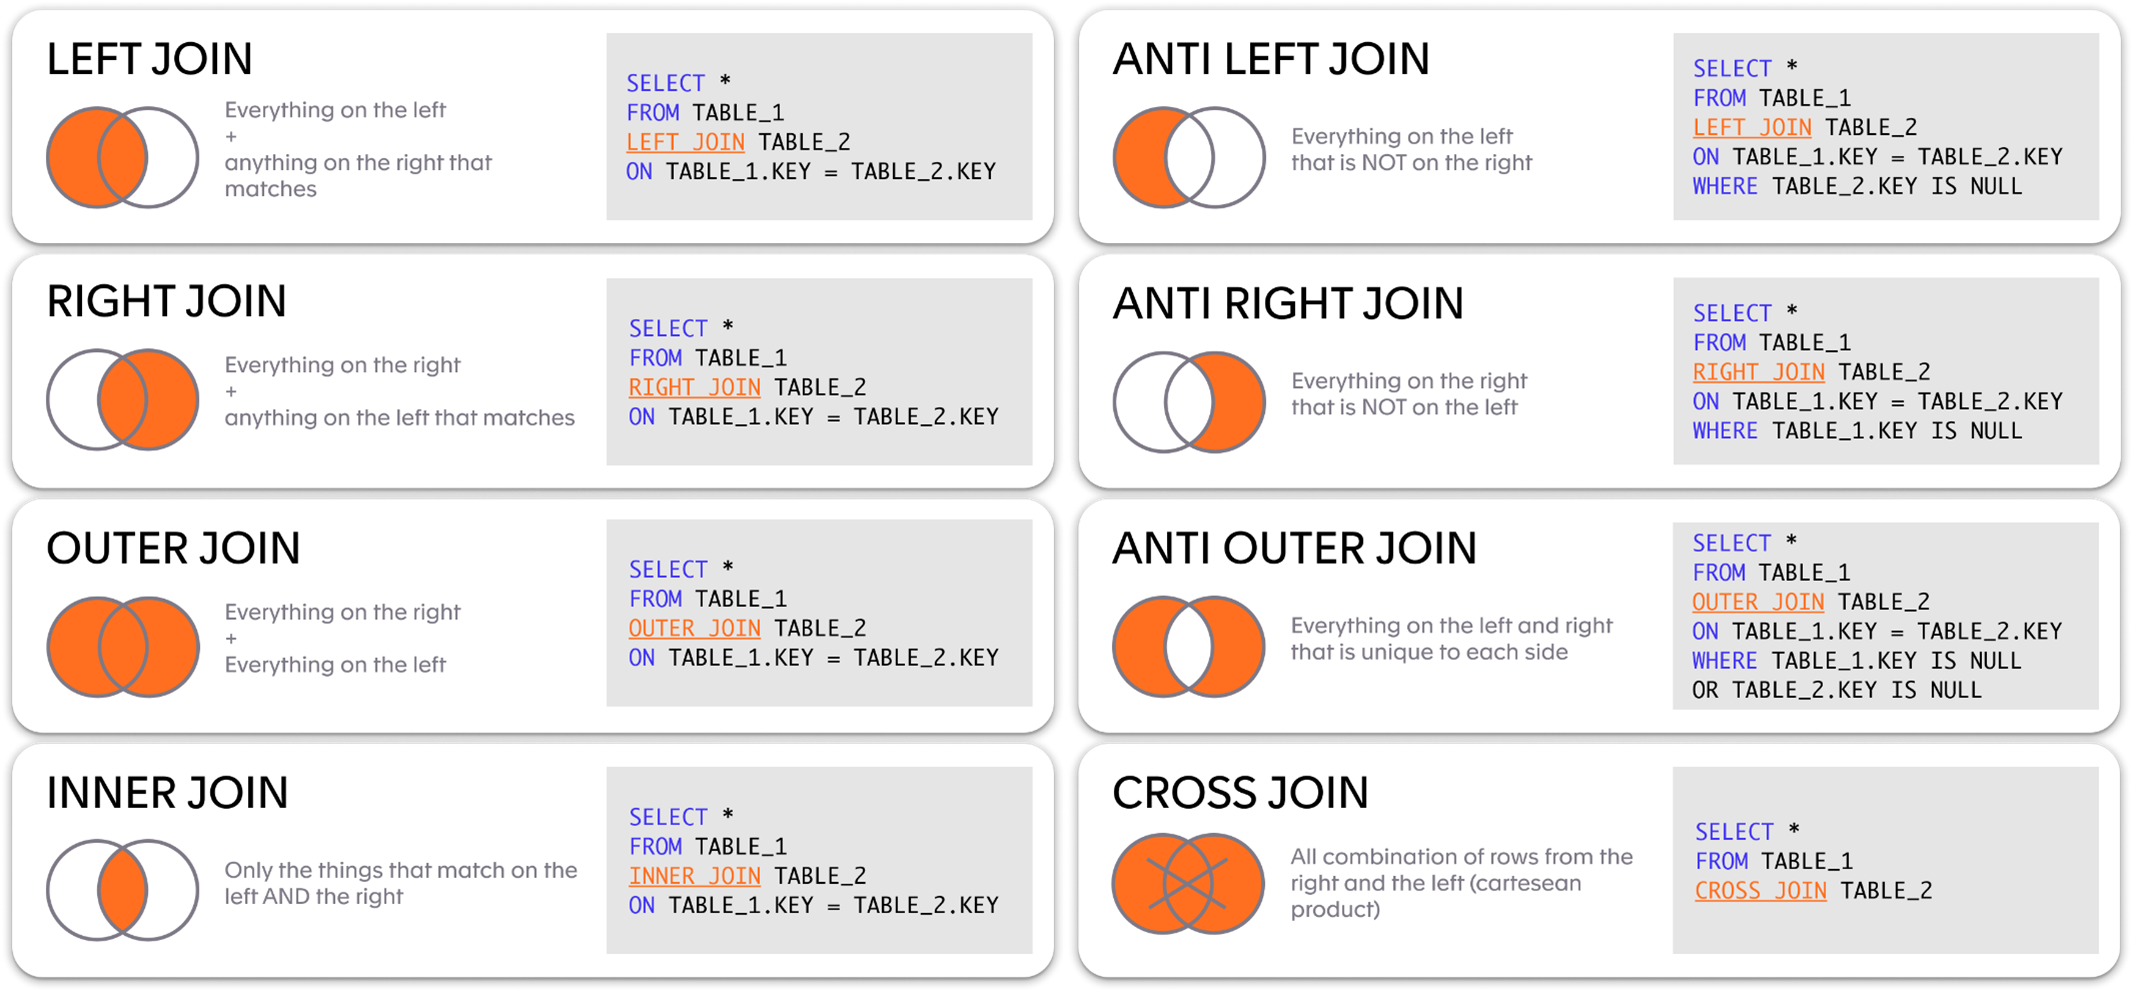 LEFT JOIN
Everything on the left
+
anything on the right that
matches
SELECT *
FROM TABLE_1
LEFT JOIN TABLE_2
ON TABLE_1.KEY = TABLE_2.KEY
ANTI LEFT JOIN
Everything on the left
that is NOT on the right
SELECT *
FROM TABLE_1
LEFT JOIN TABLE_2
ON TABLE_1.KEY = TABLE_2.KEY
WHERE TABLE_2.KEY IS NULL
RIGHT JOIN
Everything on the right
+
anything on the left that matches
SELECT *
FROM TABLE_1
RIGHT JOIN TABLE_2
ON TABLE_1.KEY = TABLE_2.KEY
ANTI RIGHT JOIN
Everything on the right
that is NOT on the left
SELECT *
FROM TABLE_1
RIGHT JOIN TABLE_2
ON TABLE_1.KEY = TABLE_2.KEY
WHERE TABLE_1.KEY IS NULL
OUTER JOIN
Everything on the right
+
Everything on the left
SELECT *
FROM TABLE_1
OUTER JOIN TABLE_2
ON TABLE_1.KEY = TABLE_2.KEY
ANTI OUTER JOIN
Everything on the left and right
that is unique to each side
SELECT *
FROM TABLE_1
OUTER JOIN TABLE_2
ON TABLE_1.KEY = TABLE_2.KEY
WHERE TABLE_1.KEY IS NULL
OR TABLE_2.KEY IS NULL
INNER JOIN
Only the things that match on the
left AND the right
SELECT *
FROM TABLE_1
INNER JOIN TABLE_2
ON TABLE_1.KEY = TABLE_2.KEY
CROSS JOIN
All combination of rows from the
right and the left (cartesean
product)
SELECT *
FROM TABLE_1
CROSS JOIN TABLE_2